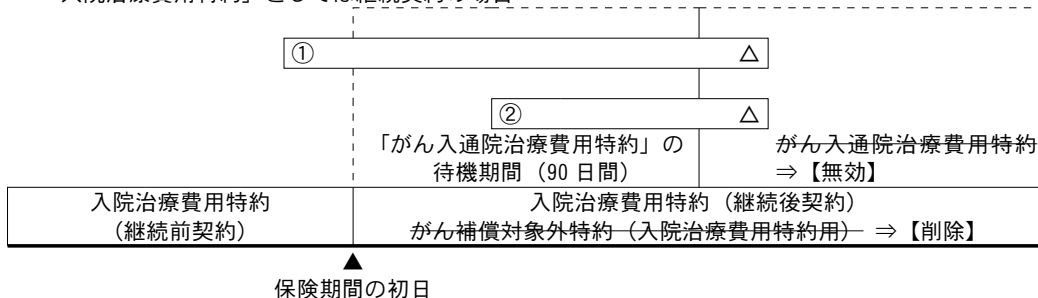 入院治療費用特約」としては継続契約の場合
① △
② △
「がん入通院治療費用特約」の
待機期間（90 日間）
がん入通院治療費用特約
⇒【無効】
入院治療費用特約
（継続前契約）
入院治療費用特約（継続後契約）
がん補償対象外特約（入院治療費用特約用） ⇒【削除】
▲
保険期間の初日